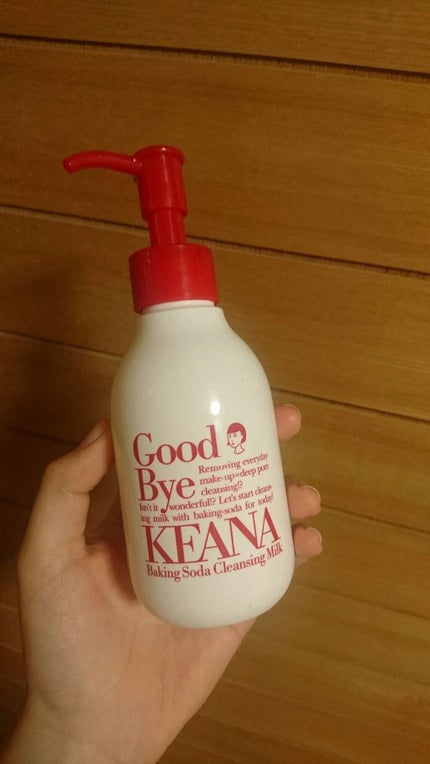 Good
Bye
Removing everyday
make-up=deep pore
cleansing!?
Isn't it wonderful!? Let's start cleans-
ing milk with baking-soda for today!
KEANA
Baking Soda Cleansing Milk